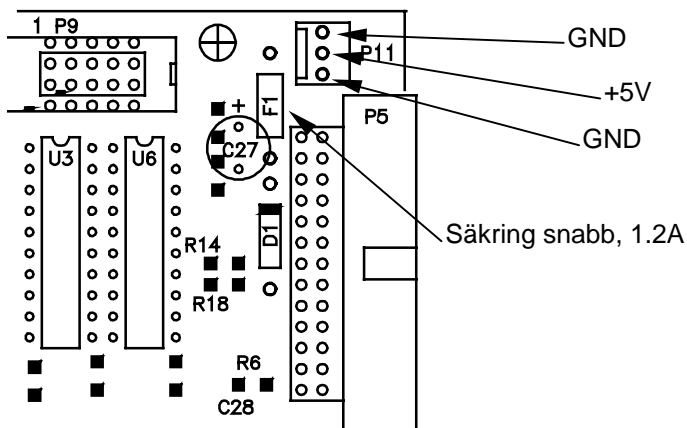 1 P9
GND
P11
+5V
+
F1
P5
C27
GND
U3
U6
D1
Säkring snabb, 1.2A
R14
R18
R6
C28